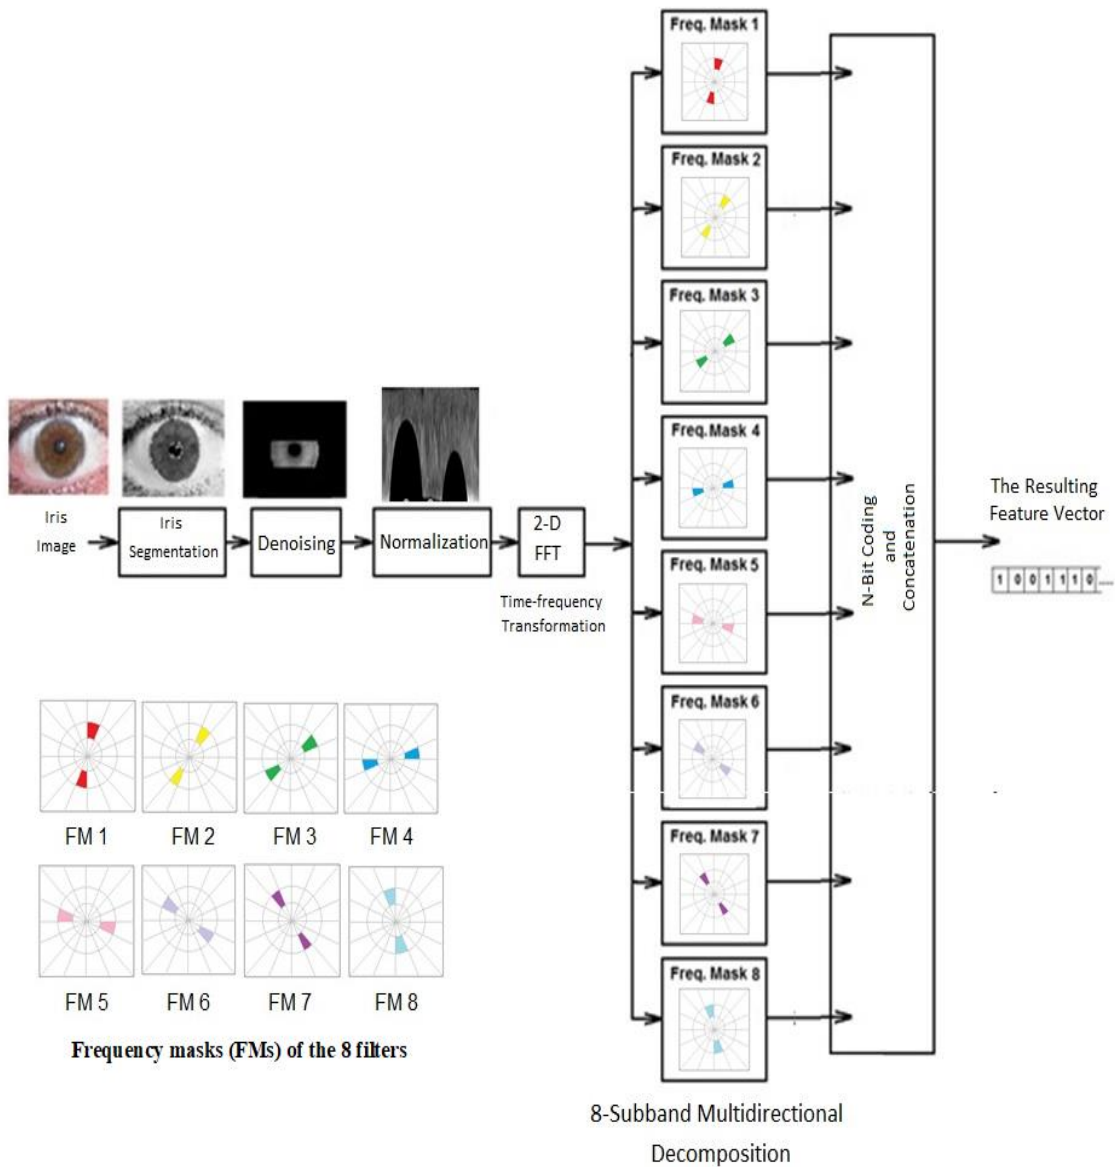 Freq. Mask 1
Freq. Mask 2
Freq. Mask 3
Freq. Mask 4
Freq. Mask 5
Freq. Mask 6
Freq. Mask 7
Freq. Mask 8
Iris
Image
Iris
Segmentation
Denoising
Normalization
2-D
FFT
Time-frequency
Transformation
N-Bit Coding
and
Concatenation
The Resulting
Feature Vector
1 0 0 1 1 1 0 ....
FM 1 FM 2 FM 3 FM 4
FM 5 FM 6 FM 7 FM 8
Frequency masks (FMs) of the 8 filters
8-Subband Multidirectional
Decomposition